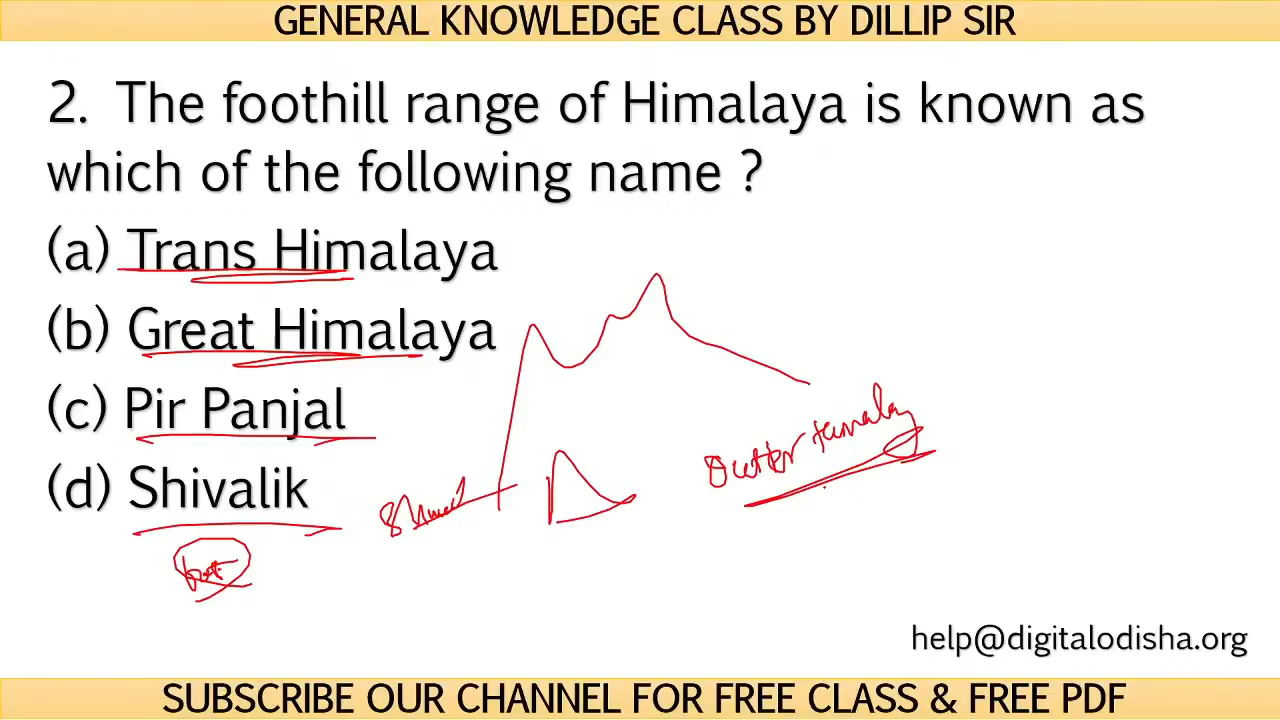 GENERAL KNOWLEDGE CLASS BY DILLIP SIR
2. The foothill range of Himalaya is known as
which of the following name ?
(a) Trans Himalaya
(b) Great Himalaya
(c) Pir Panjal
(d) Shivalik
help@digitalodisha.org
SUBSCRIBE OUR CHANNEL FOR FREE CLASS & FREE PDF